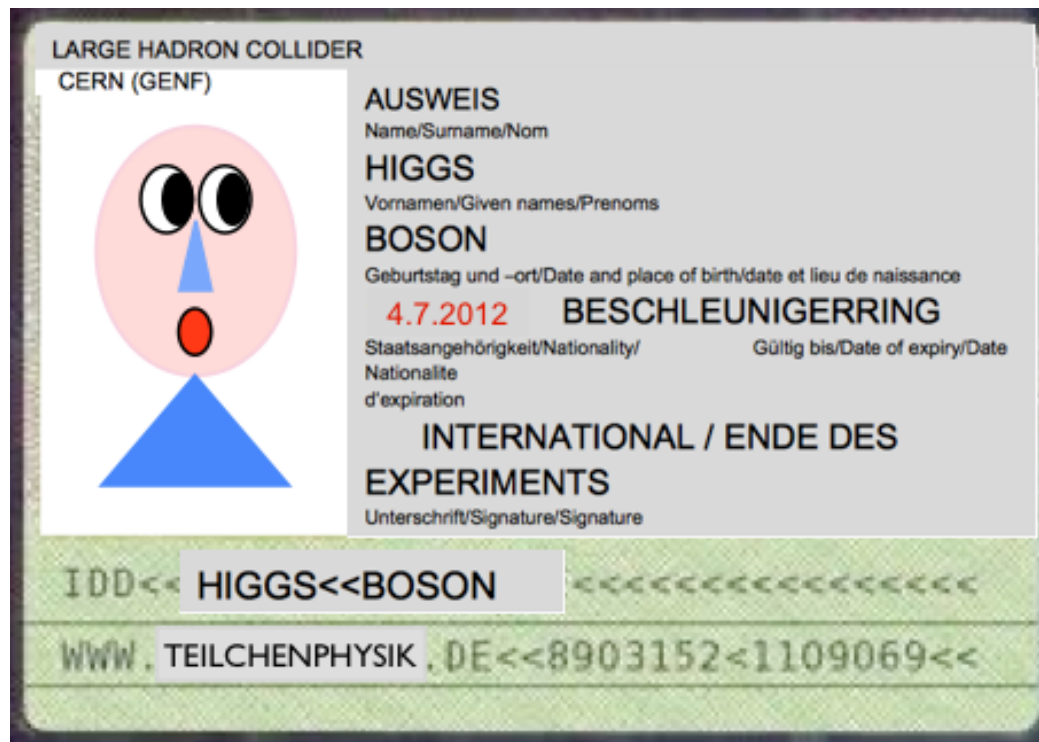 LARGE HADRON COLLIDER
CERN (GENF)
AUSWEIS
Name/Surname/Nom
HIGGS
Vornamen/Given names/Prenoms
BOSON
Geburtstag und –ort/Date and place of birth/date et lieu de naissance
4.7.2012 BESCHLEUNIGERRING
Staatsangehörigkeit/Nationality/ Gültig bis/Date of expiry/Date
Nationalite
d'expiration
INTERNATIONAL / ENDE DES
EXPERIMENTS
Unterschrift/Signature/Signature
IDD<< HIGGS<<BOSON <<<<<<<<<<<<<<<<
WWW. TEILCHENPHYSIK .DE<<8903152<1109069<<